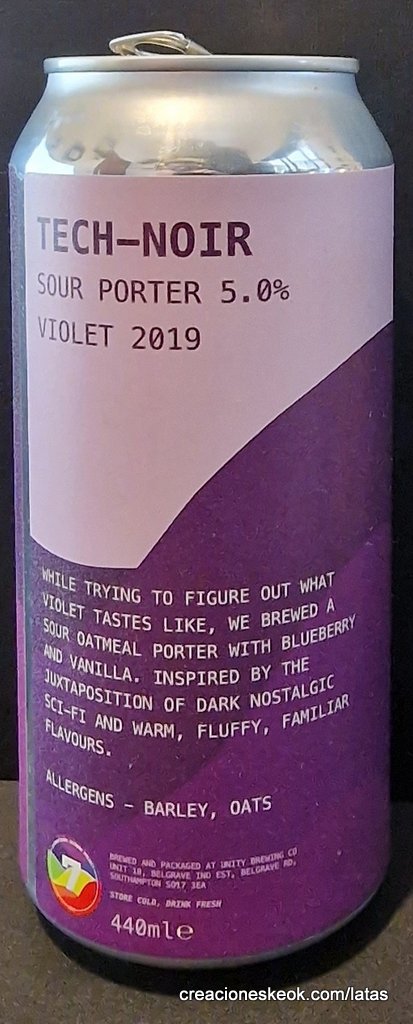 TECH-NOIR
SOUR PORTER 5.0%
VIOLET 2019
WHILE TRYING TO FIGURE OUT WHAT
VIOLET TASTES LIKE, WE BREWED A
SOUR OATMEAL PORTER WITH BLUEBERRY
AND VANILLA. INSPIRED BY THE
JUXTAPOSITION OF DARK NOSTALGIC
SCI-FI AND WARM, FLUFFY, FAMILIAR
FLAVOURS.
ALLERGENS - BARLEY, OATS
7
BREWED AND PACKAGED AT UNITY BREWING CO
UNIT 18, BELGRAVE IND EST, BELGRAVE RD,
SOUTHAMPTON SO17 3EA
STORE COLD, DRINK FRESH
440ml℮
creacioneskeok.com/latas